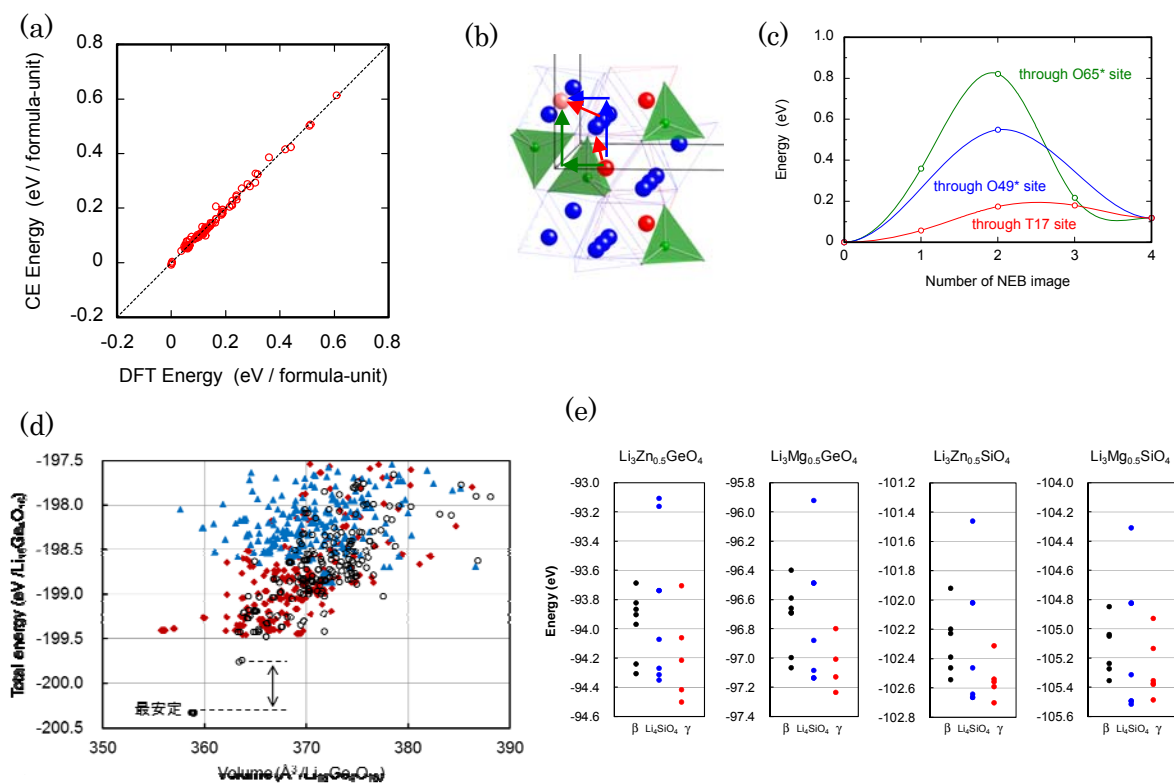 (a)
0.8
0.6
0.4
0.2
0
-0.2
CE Energy (eV / formula-unit)
-0.2 0 0.2 0.4 0.6 0.8
DFT Energy (eV / formula-unit)
(b)
(c)
1.0
0.8
0.6
0.4
0.2
0.0
Energy (eV)
through O65* site
through O49* site
through T17 site
0 1 2 3 4
Number of NEB image
(d)
-197.5
-198.0
-198.5
-199.0
-199.5
-200.0
-200.5
最安定
350 360 370 380 390
(e)
Li₃Zn₀.₅GeO₄
-93.0
-93.2
-93.4
-93.6
-93.8
-94.0
-94.2
-94.4
-94.6
Energy (eV)
β Li₄SiO₄ γ
Li₃Mg₀.₅GeO₄
-95.8
-96.0
-96.2
-96.4
-96.6
-96.8
-97.0
-97.2
-97.4
β Li₄SiO₄ γ
Li₃Zn₀.₅SiO₄
-101.2
-101.4
-101.6
-101.8
-102.0
-102.2
-102.4
-102.6
-102.8
β Li₄SiO₄ γ
Li₃Mg₀.₅SiO₄
-104.0
-104.2
-104.4
-104.6
-104.8
-105.0
-105.2
-105.4
-105.6
β Li₄SiO₄ γ